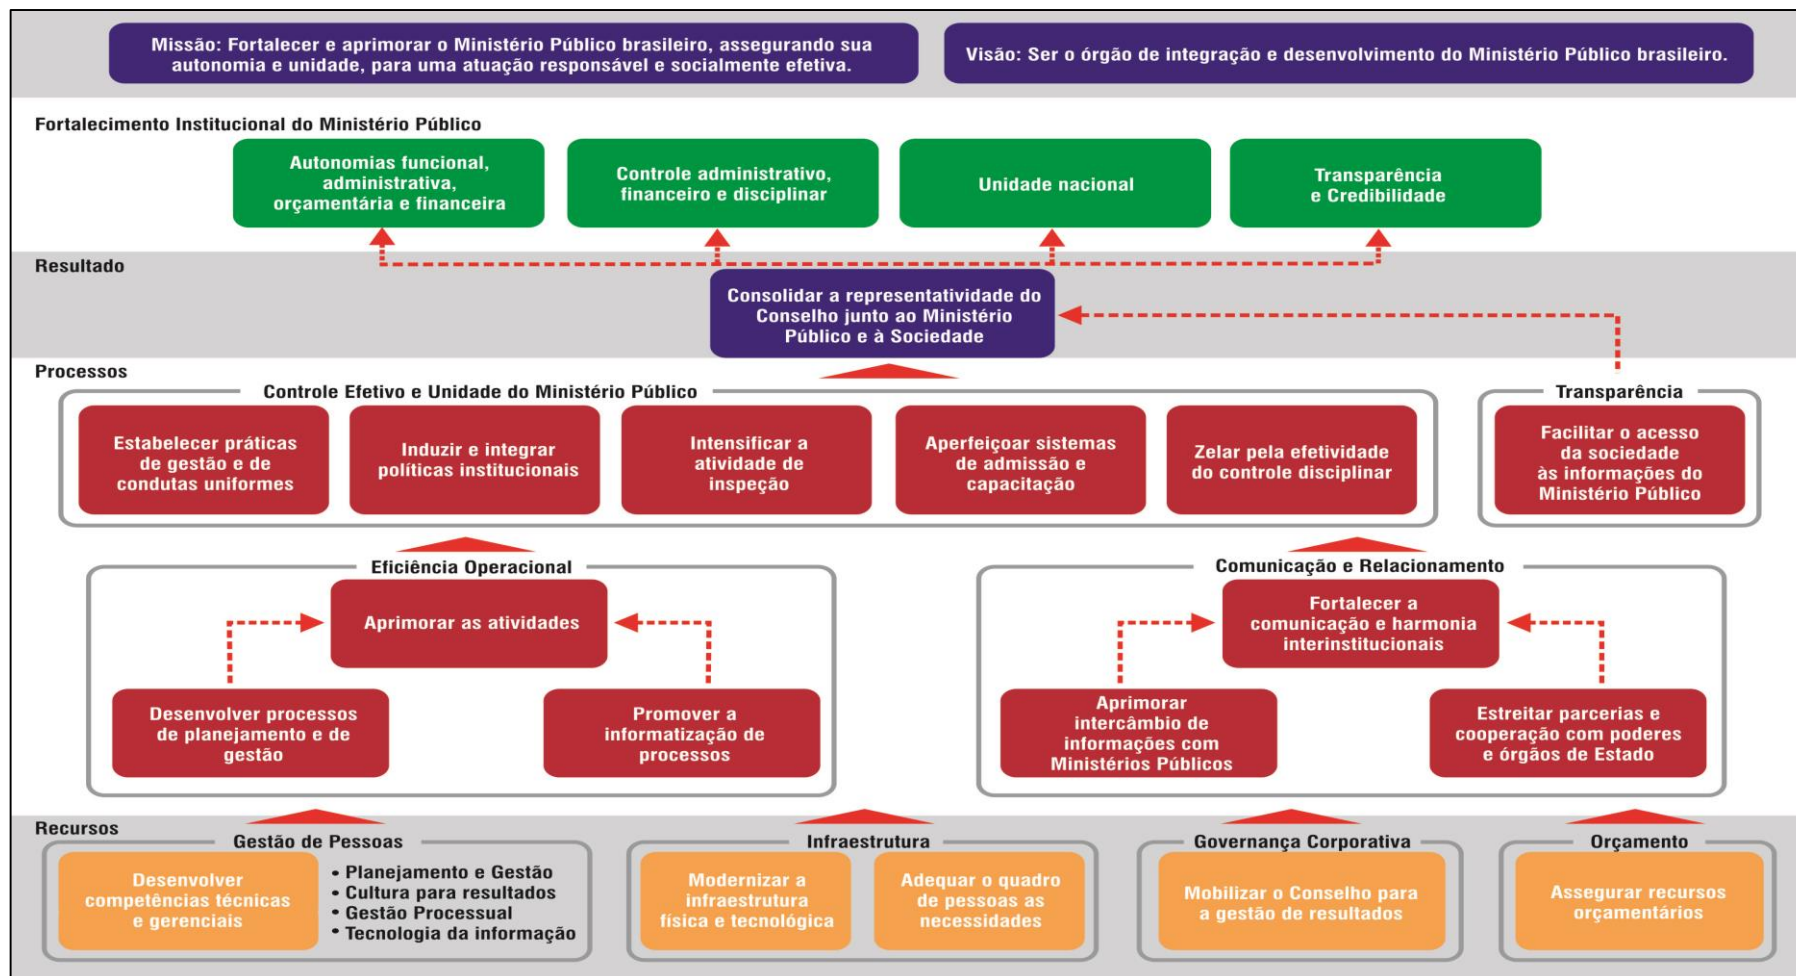 Missão: Fortalecer e aprimorar o Ministério Público brasileiro, assegurando sua
autonomia e unidade, para uma atuação responsável e socialmente efetiva.
Visão: Ser o órgão de integração e desenvolvimento do Ministério Público brasileiro.
Fortalecimento Institucional do Ministério Público
Autonomias funcional,
administrativa,
orçamentária e financeira
Controle administrativo,
financeiro e disciplinar
Unidade nacional
Transparência
e Credibilidade
Resultado
Consolidar a representatividade do
Conselho junto ao Ministério
Público e à Sociedade
Processos
Controle Efetivo e Unidade do Ministério Público
Estabelecer práticas
de gestão e de
condutas uniformes
Induzir e integrar
políticas institucionais
Intensificar a
atividade de
inspeção
Aperfeiçoar sistemas
de admissão e
capacitação
Zelar pela efetividade
do controle disciplinar
Transparência
Facilitar o acesso
da sociedade
às informações do
Ministério Público
Eficiência Operacional
Aprimorar as atividades
Desenvolver processos
de planejamento e de
gestão
Promover a
informatização de
processos
Comunicação e Relacionamento
Fortalecer a
comunicação e harmonia
interinstitucionais
Aprimorar
intercâmbio de
informações com
Ministérios Públicos
Estreitar parcerias e
cooperação com poderes
e órgãos de Estado
Recursos
Gestão de Pessoas
Desenvolver
competências técnicas
e gerenciais
• Planejamento e Gestão
• Cultura para resultados
• Gestão Processual
• Tecnologia da informação
Infraestrutura
Modernizar a
infraestrutura
física e tecnológica
Adequar o quadro
de pessoas as
necessidades
Governança Corporativa
Mobilizar o Conselho para
a gestão de resultados
Orçamento
Assegurar recursos
orçamentários